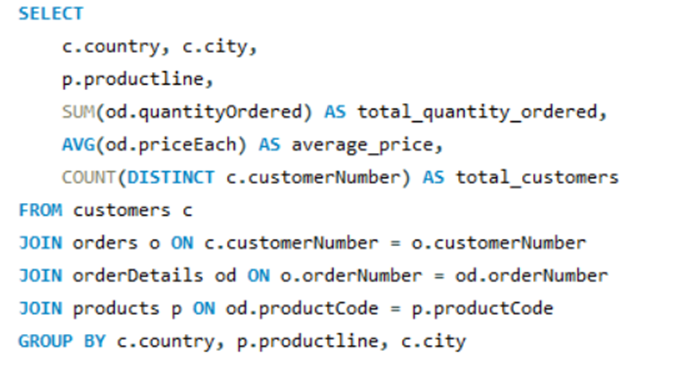 SELECT
c.country, c.city,
p.productline,
SUM(od.quantityOrdered) AS total_quantity_ordered,
AVG(od.priceEach) AS average_price,
COUNT(DISTINCT c.customerNumber) AS total_customers
FROM customers c
JOIN orders o ON c.customerNumber = o.customerNumber
JOIN orderDetails od ON o.orderNumber = od.orderNumber
JOIN products p ON od.productCode = p.productCode
GROUP BY c.country, p.productline, c.city